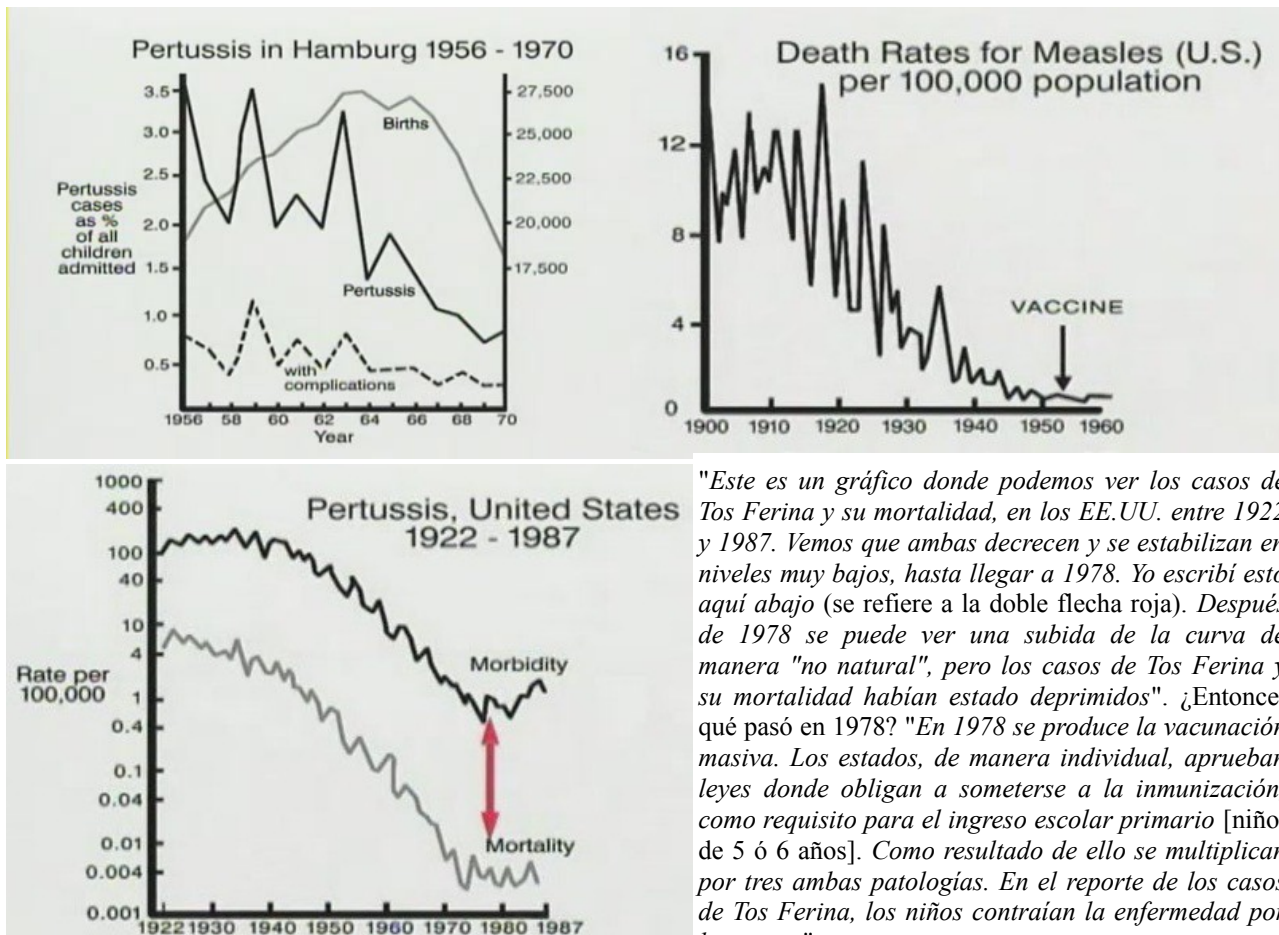 Pertussis in Hamburg 1956 - 1970
3.5
3.0
2.5
2.0
1.5
1.0
0.5
Pertussis
cases
as %
of all
children
admitted
27,500
25,000
22,500
20,000
17,500
Births
Pertussis
with
complications
1956 58 60 62 64 66 68 70
Year
Death Rates for Measles (U.S.)
per 100,000 population
16
12
8
4
0
VACCINE
1900 1910 1920 1930 1940 1950 1960
Pertussis, United States
1922 - 1987
1000
400
100
40
10
4
1
0.4
0.1
0.04
0.01
0.004
0.001
Rate per
100,000
Morbidity
Mortality
1922 1930 1940 1950 1960 1970 1980 1987
"Este es un gráfico donde podemos ver los casos de
Tos Ferina y su mortalidad, en los EE.UU. entre 1922
y 1987. Vemos que ambas decrecen y se estabilizan en
niveles muy bajos, hasta llegar a 1978. Yo escribí esto
aquí abajo (se refiere a la doble flecha roja). Después
de 1978 se puede ver una subida de la curva de
manera "no natural", pero los casos de Tos Ferina y
su mortalidad habían estado deprimidos". ¿Entonces
qué pasó en 1978? "En 1978 se produce la vacunación
masiva. Los estados, de manera individual, aprueban
leyes donde obligan a someterse a la inmunización
como requisito para el ingreso escolar primario [niños
de 5 ó 6 años]. Como resultado de ello se multiplican
por tres ambas patologías. En el reporte de los casos
de Tos Ferina, los niños contraían la enfermedad por